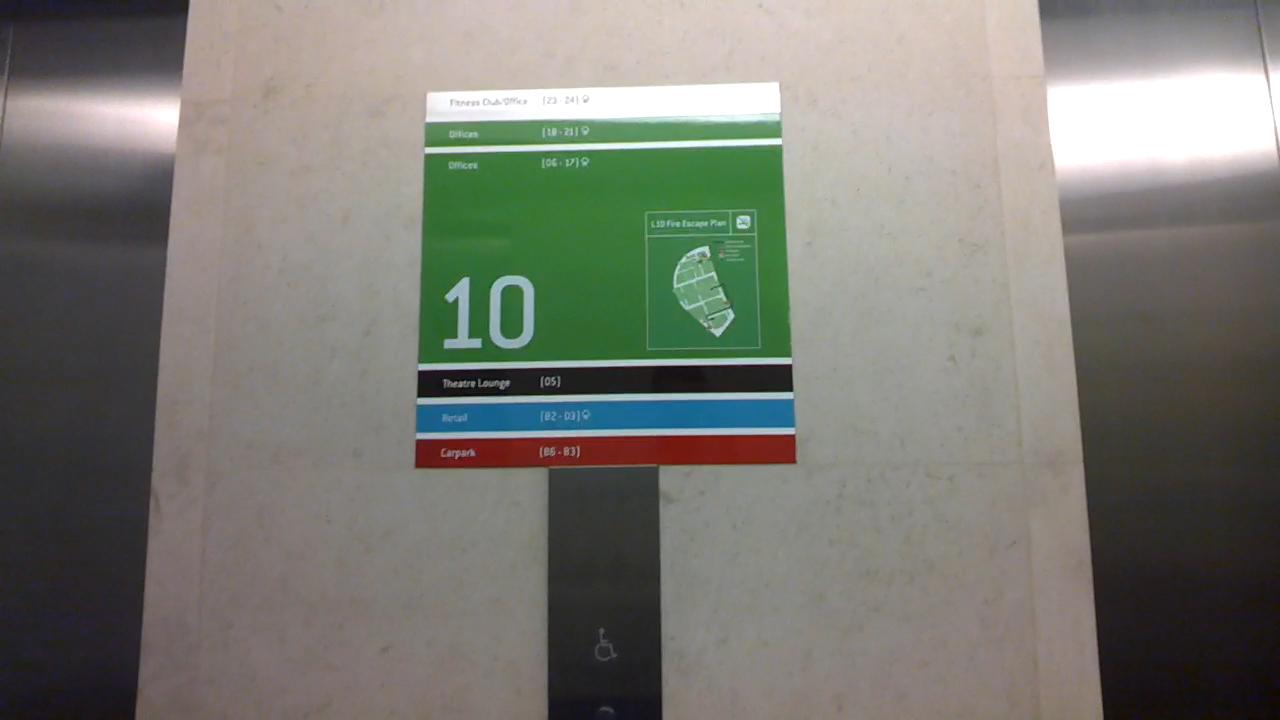 Fitness Club/Office [23 - 24]
Offices [18 - 21]
Offices [06 - 17]
L10 Fire Escape Plan
10
Theatre Lounge [05]
Retail [B2 - 03]
Carpark [B6 - B3]